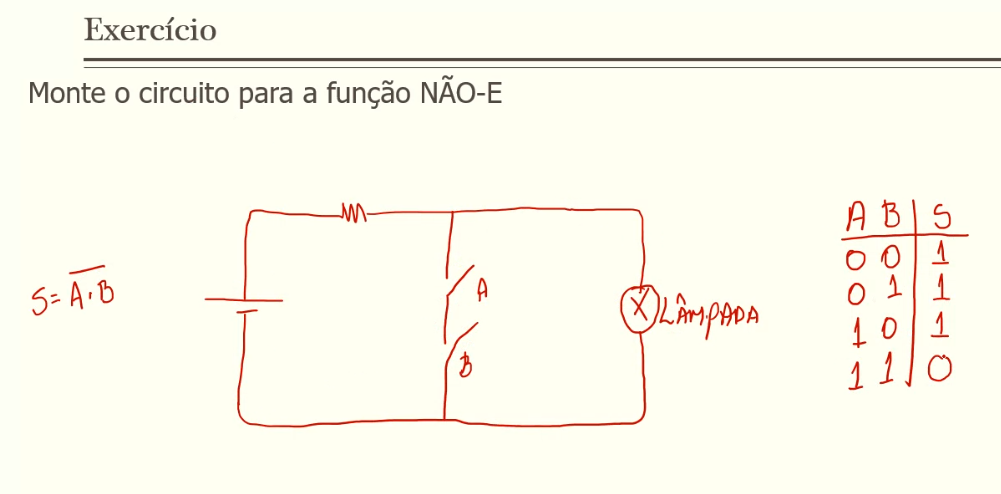 Exercício
Monte o circuito para a função NÃO-E
S = \overline{A.B}
A
B
X
LÂMPADA
A B S
0 0 1
0 1 1
1 0 1
1 1 0